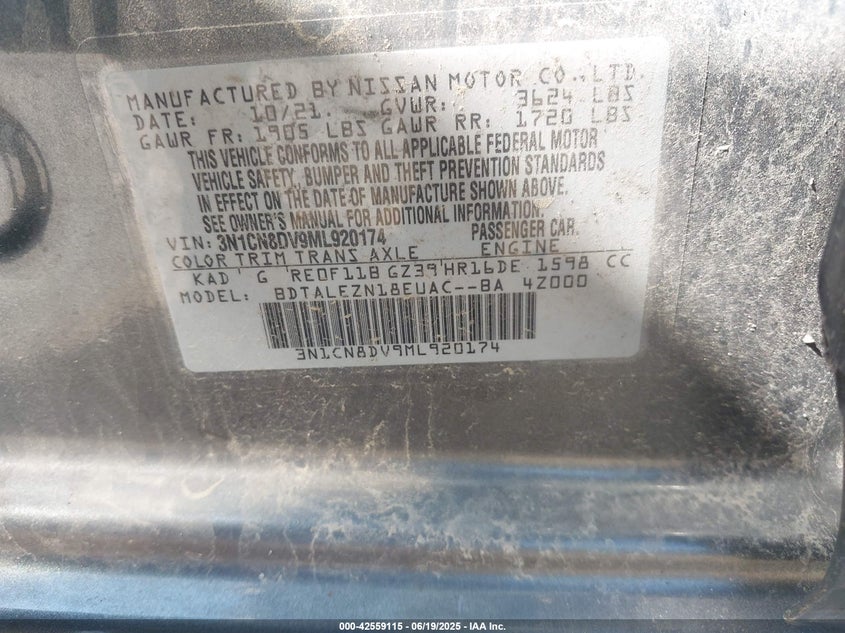 MANUFACTURED BY NISSAN MOTOR CO., LTD.
DATE: 10/21. GVWR: 3624 LBS
GAWR FR: 1905 LBS GAWR RR: 1720 LBS
THIS VEHICLE CONFORMS TO ALL APPLICABLE FEDERAL MOTOR
VEHICLE SAFETY, BUMPER AND THEFT PREVENTION STANDARDS
IN EFFECT ON THE DATE OF MANUFACTURE SHOWN ABOVE.
SEE OWNER'S MANUAL FOR ADDITIONAL INFORMATION.
VIN: 3N1CN8DV9ML920174 PASSENGER CAR.
COLOR TRIM TRANS AXLE ENGINE
KAD G RE0F11B GZ39 HR16DE 1598 CC
MODEL: BDTALEZN18EUAC--BA 4Z000
3N1CN8DV9ML920174
000-42559115 - 06/19/2025 - IAA Inc.